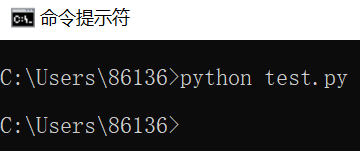 命令提示符
C:\Users\86136>python test.py
C:\Users\86136>